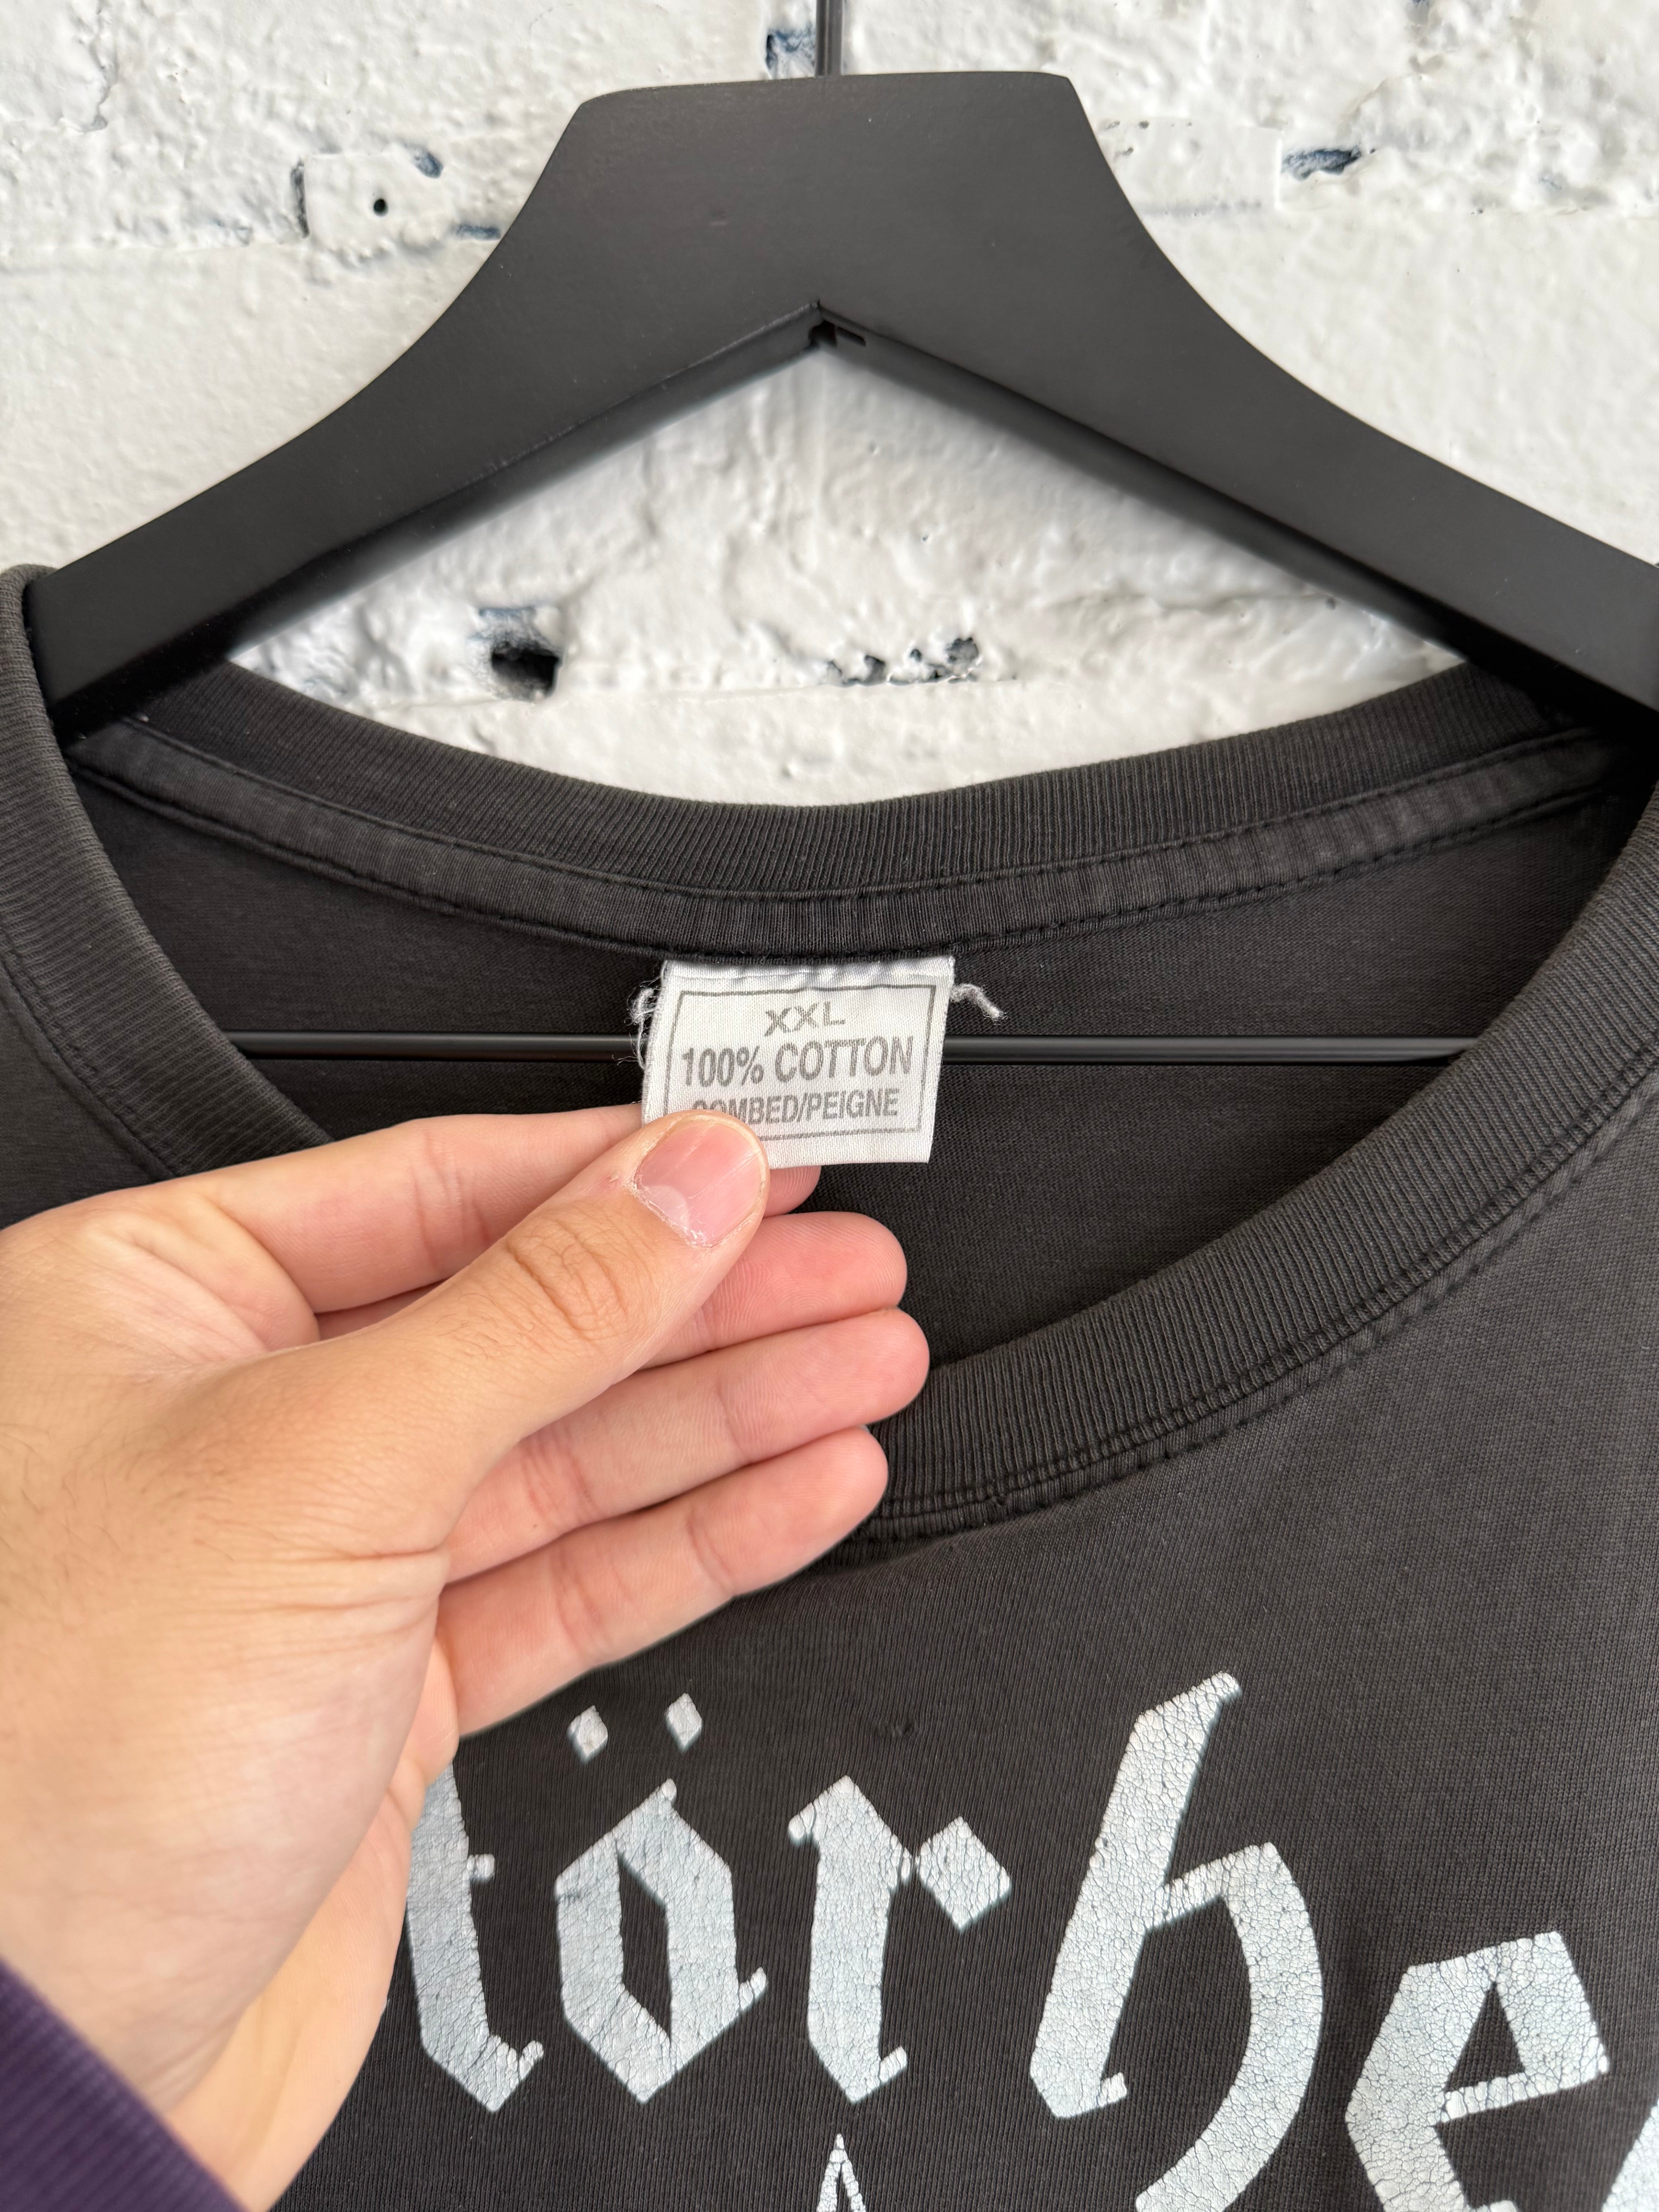 XXL
100% COTTON
COMBED/PEIGNE
törhe